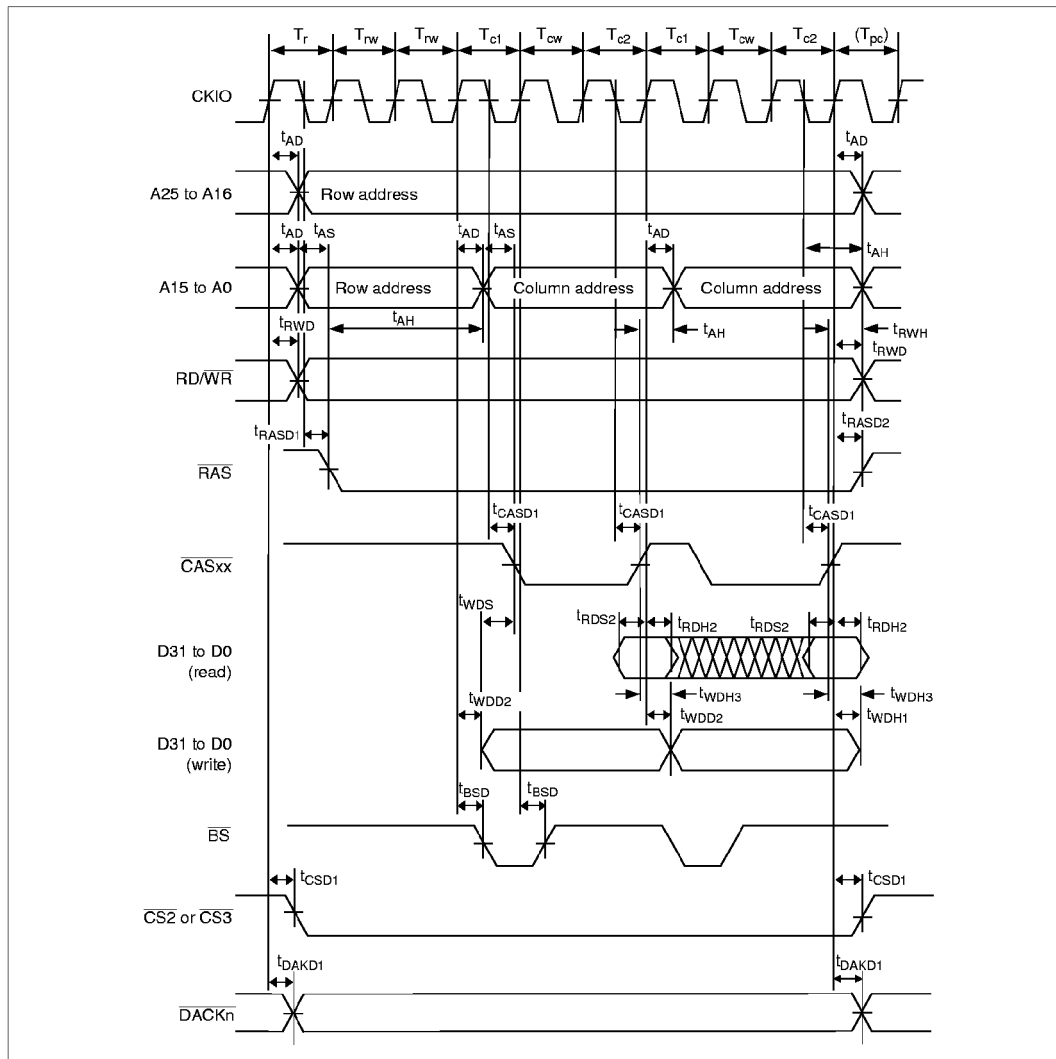 Tr Trw Trw Tc1 Tcw Tc2 Tc1 Tcw Tc2 (Tpc)
CKIO
tAD tAD
A25 to A16 Row address
tAD tAS tAD tAS tAD tAH
A15 to A0 Row address Column address Column address
tRWD tAH tAH tRWH
tRWD
RD/WR
tRASD1 tRASD2
RAS
tCASD1 tCASD1 tCASD1
CASxx
tWDS
tRDS2 tRDH2 tRDS2 tRDH2
D31 to D0
(read)
tWDH3 tWDH3
tWDD2 tWDD2 tWDH1
D31 to D0
(write)
tBSD tBSD
BS
tCSD1 tCSD1
CS2 or CS3
tDAKD1 tDAKD1
DACKn